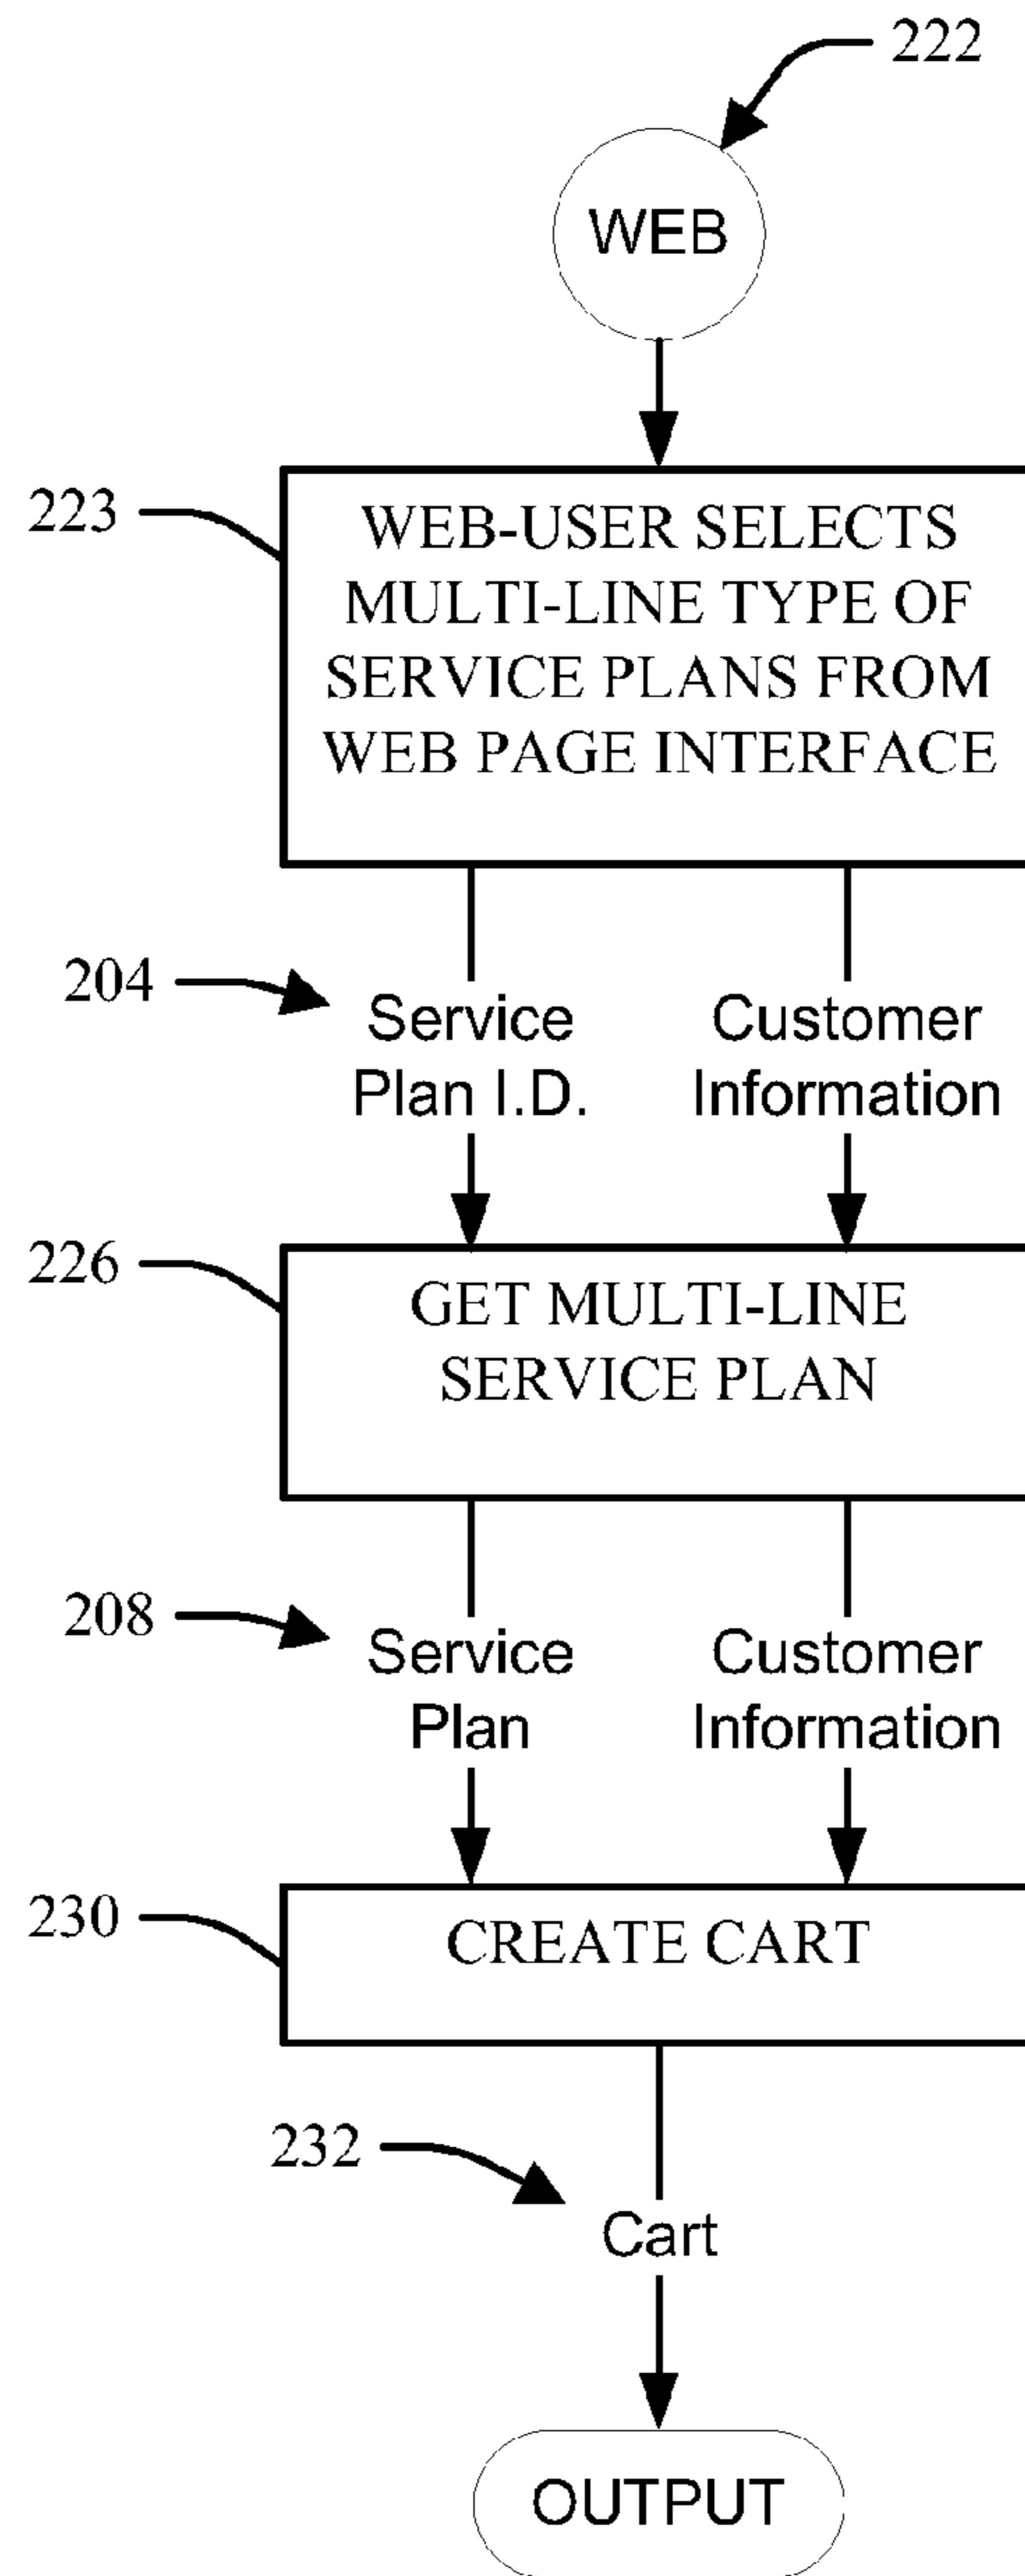 222
WEB
223
WEB-USER SELECTS
MULTI-LINE TYPE OF
SERVICE PLANS FROM
WEB PAGE INTERFACE
204
Service
Plan I.D.
Customer
Information
226
GET MULTI-LINE
SERVICE PLAN
208
Service
Plan
Customer
Information
230
CREATE CART
232
Cart
OUTPUT